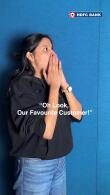 HDFC BANK
"Oh Look,
Our Favourite Customer!"